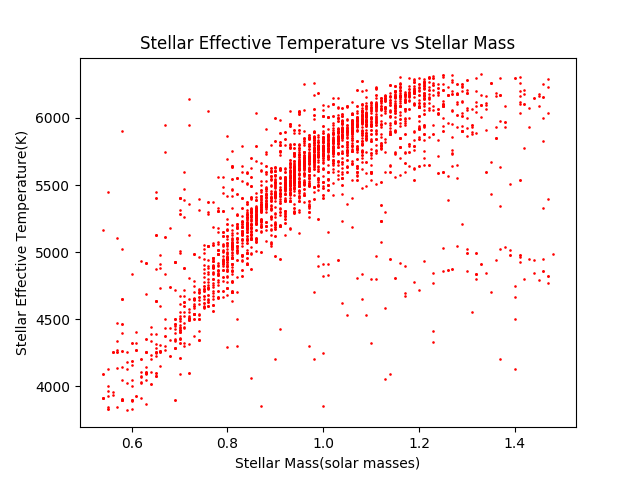 Stellar Effective Temperature vs Stellar Mass
Stellar Effective Temperature(K)
6000
5500
5000
4500
4000
0.6 0.8 1.0 1.2 1.4
Stellar Mass(solar masses)